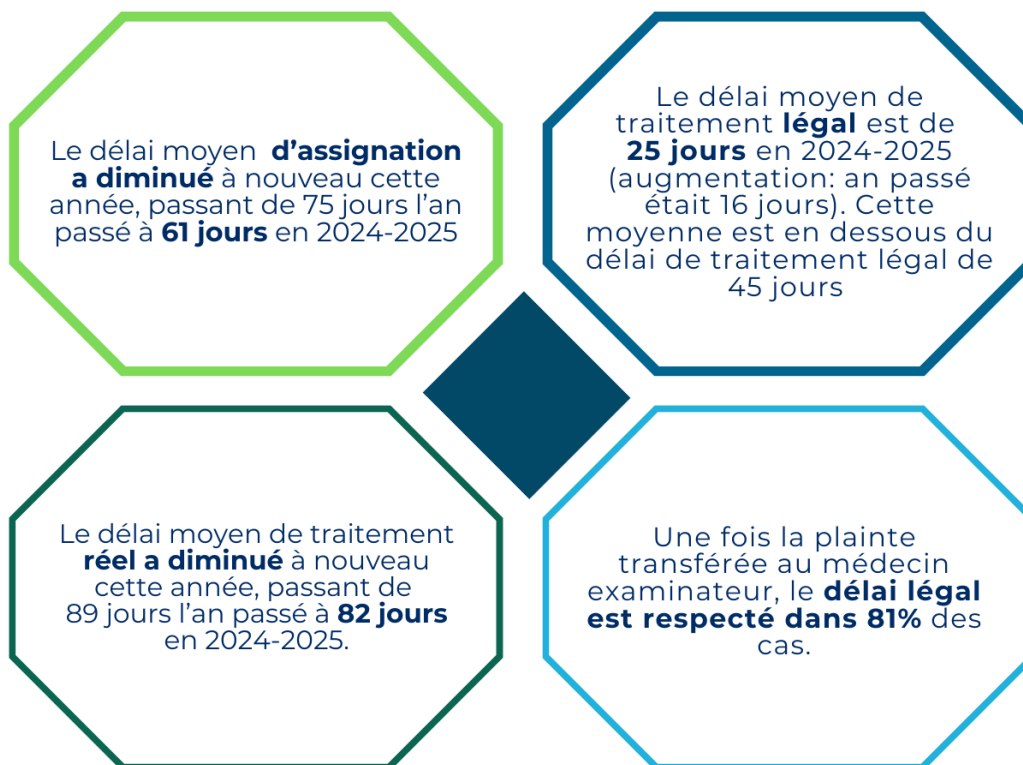 Le délai moyen d’assignation
a diminué à nouveau cette
année, passant de 75 jours l’an
passé à 61 jours en 2024-2025
Le délai moyen de
traitement légal est de
25 jours en 2024-2025
(augmentation: an passé
était 16 jours). Cette
moyenne est en dessous du
délai de traitement légal de
45 jours
Le délai moyen de traitement
réel a diminué à nouveau
cette année, passant de
89 jours l’an passé à 82 jours
en 2024-2025.
Une fois la plainte
transférée au médecin
examinateur, le délai légal
est respecté dans 81% des
cas.